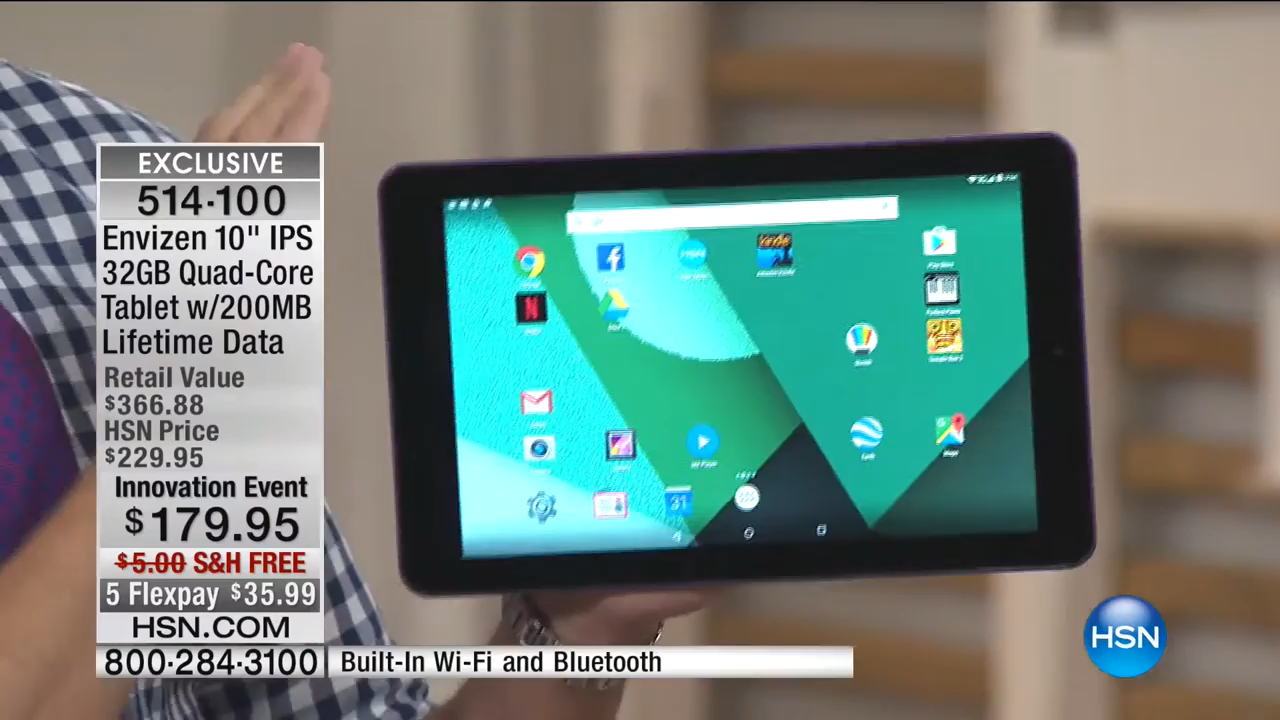 EXCLUSIVE
514-100
Envizen 10" IPS
32GB Quad-Core
Tablet w/200MB
Lifetime Data
Retail Value
$366.88
HSN Price
$229.95
Innovation Event
$179.95
$5.00 S&H FREE
5 Flexpay $35.99
HSN.COM
800-284-3100
Built-In Wi-Fi and Bluetooth
HSN
kindle
31